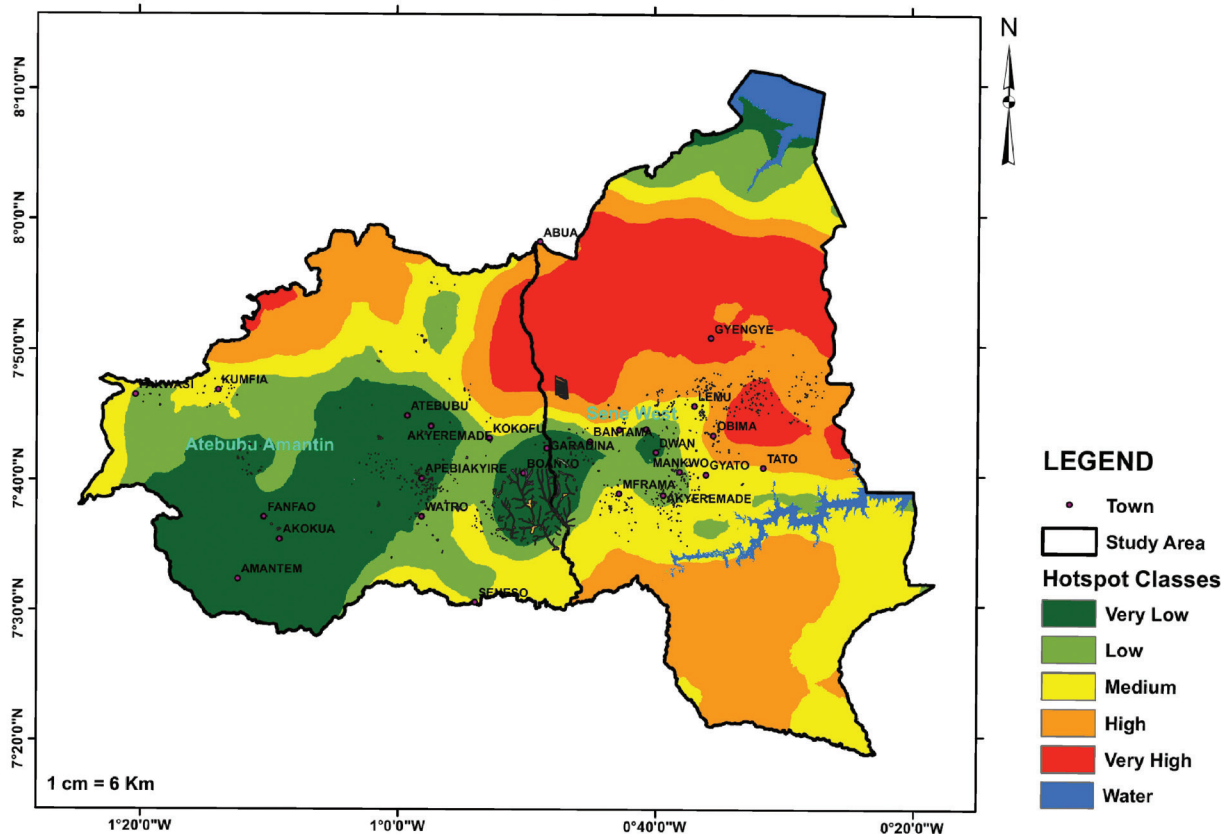 N
8°10'0"N
8°0'0"N
ABUA
7°50'0"N
GYENGYE
KUMFIA
LEMU
ATEBUBU
Sene West
AKYEREMADE
KOKOFU
BANTAMA
OBIMA
Atebubu Amantin
DWAN
7°40'0"N
APEBIAKYIRE
BOANYO
MANKWO
GYATO
TATO
MFRAMA
AKYEREMADE
FANFAO
WATRO
AKOKUA
AMANTEM
7°30'0"N
SENESO
7°20'0"N
1 cm = 6 Km
1°20'0"W
1°0'0"W
0°40'0"W
0°20'0"W
LEGEND
Town
Study Area
Hotspot Classes
Very Low
Low
Medium
High
Very High
Water